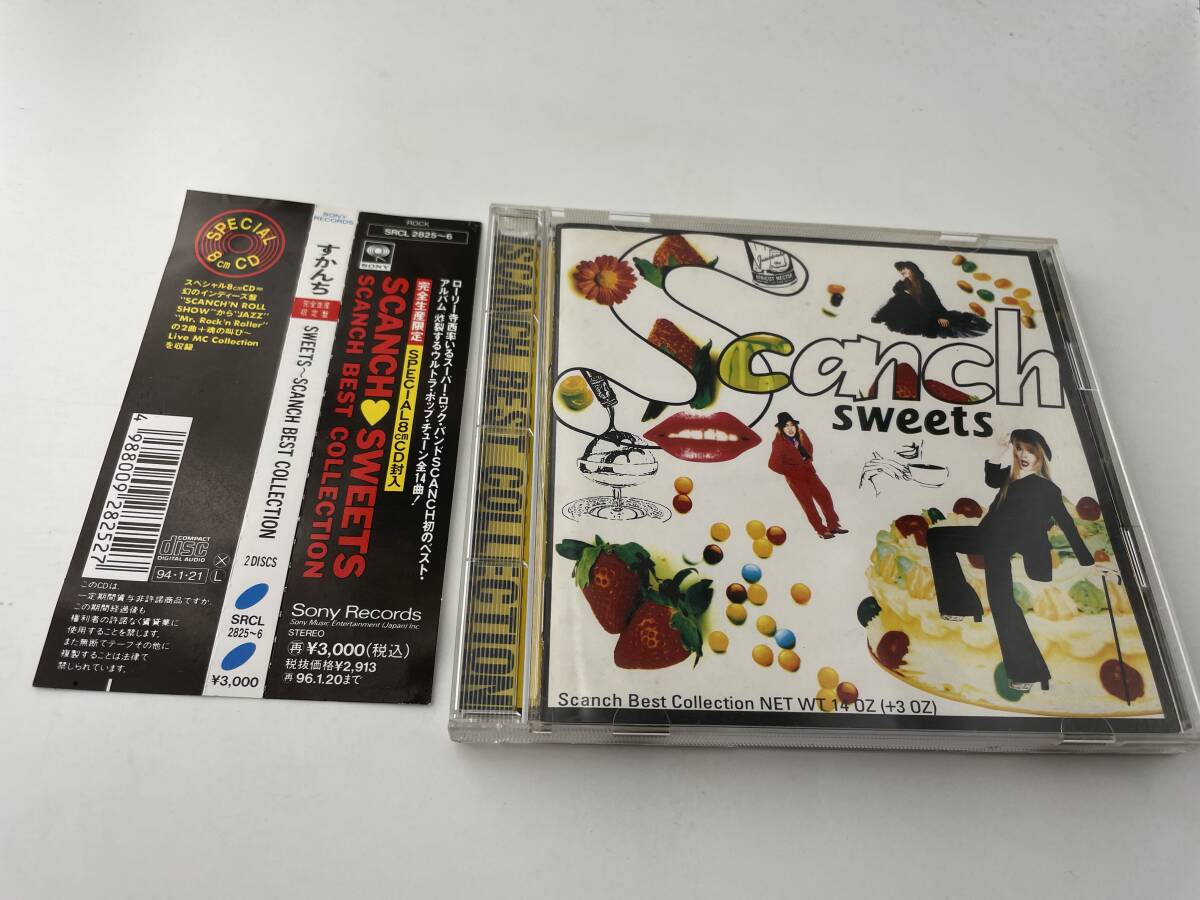 SPECIAL
8cm CD
スペシャル8cmCD=
幻のインディーズ盤
"SCANCH'N ROLL
SHOW"から"JAZZ"
"Mr. Rock'n Roller"
の2曲+魂の叫び〜
Live MC Collection
を収録
4 988009 282527
COMPACT
disc
DIGITAL AUDIO
94・1・21
X
L
このCDは、
一定期間貸与非許諾商品ですか、
この期間経過後も
権利者の許諾なく賃貸業に
使用することを禁じます。
また無断でテープその他に
複製することは法律で
禁じられています。
SONY
RECORDS
すかんち
完全生産
限定盤
SWEETS〜SCANCH BEST COLLECTION
2 DISCS
SRCL
2825~6
¥3,000
ROCK
SRCL 2825~6
SONY
ローリー寺西率いるスーパー・ロック・バンドSCANCH初のベスト・
アルバム 炸裂するウルトラ・ポップ・チューン全14曲!
完全生産限定
SPECIAL8cmCD封入
SCANCH SWEETS
SCANCH BEST COLLECTION
Sony Records
Sony Music Entertainment (Japan) Inc.
STEREO
再 ¥3,000(税込)
税抜価格¥2,913
再 96.1.20まで
SCANCH BEST COLLECTION
Scanch
sweets
APRICOT NECTAR
Scanch Best Collection NET WT 14 OZ (+3 OZ)